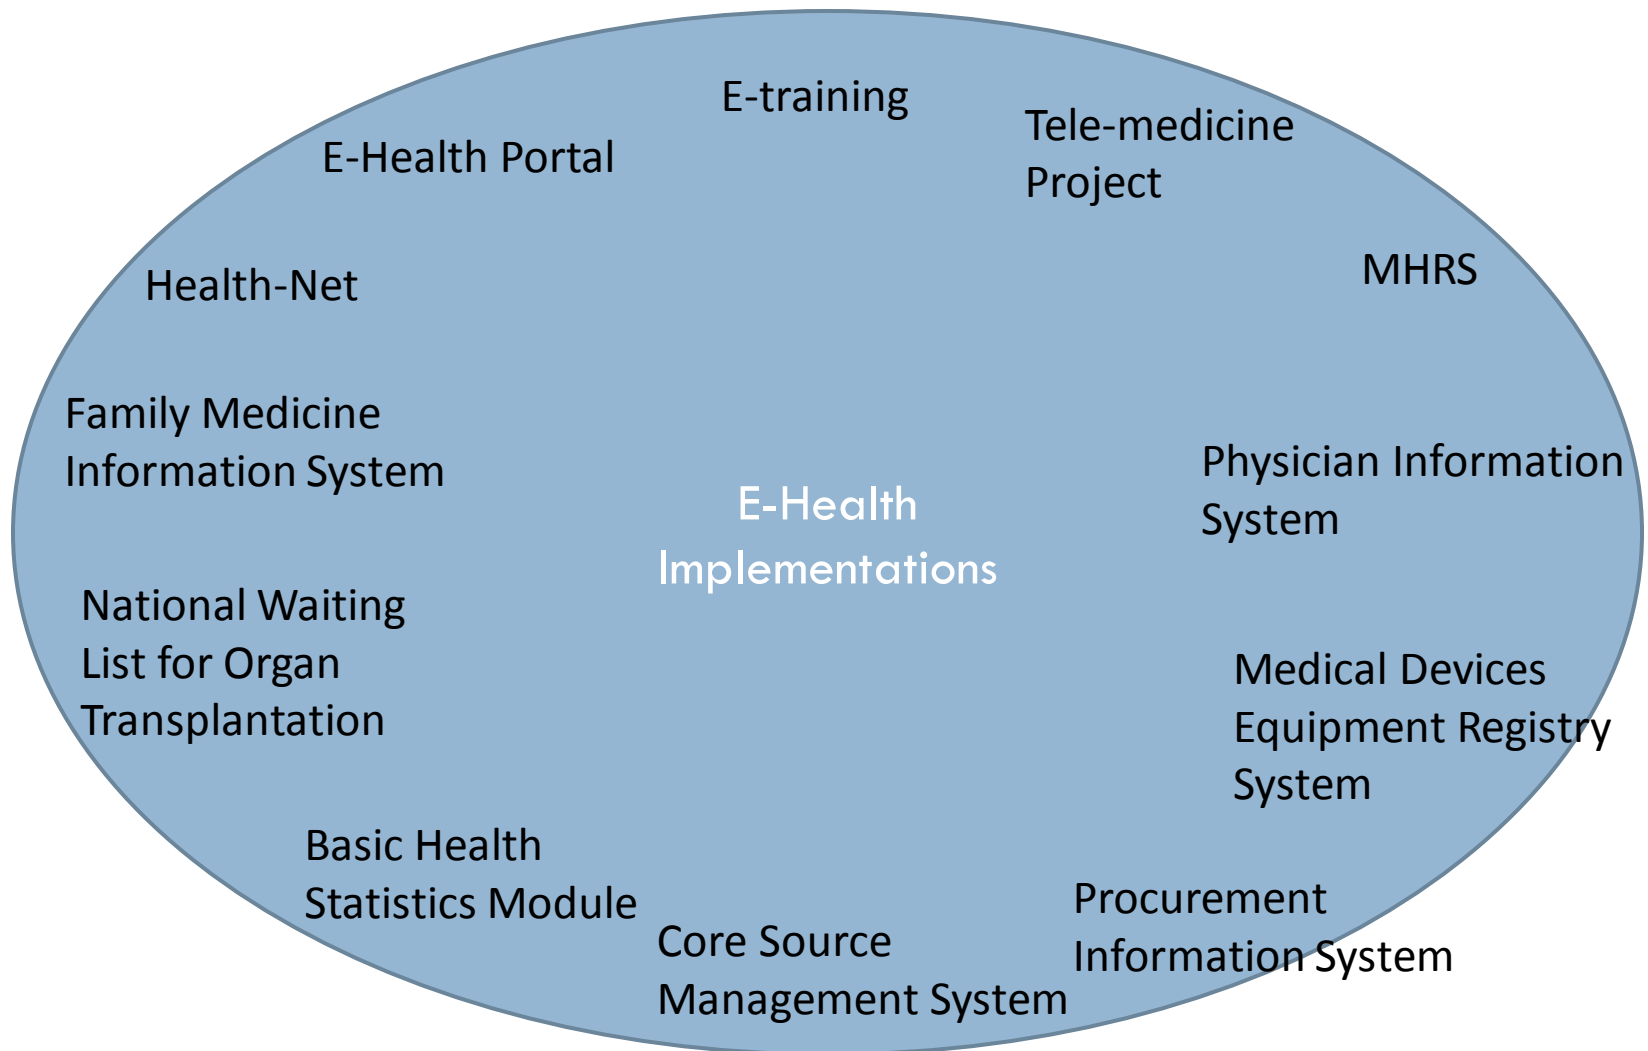 E-training
Tele-medicine
Project
E-Health Portal
MHRS
Health-Net
Family Medicine
Information System
Physician Information
System
E-Health
Implementations
National Waiting
List for Organ
Transplantation
Medical Devices
Equipment Registry
System
Basic Health
Statistics Module
Procurement
Information System
Core Source
Management System